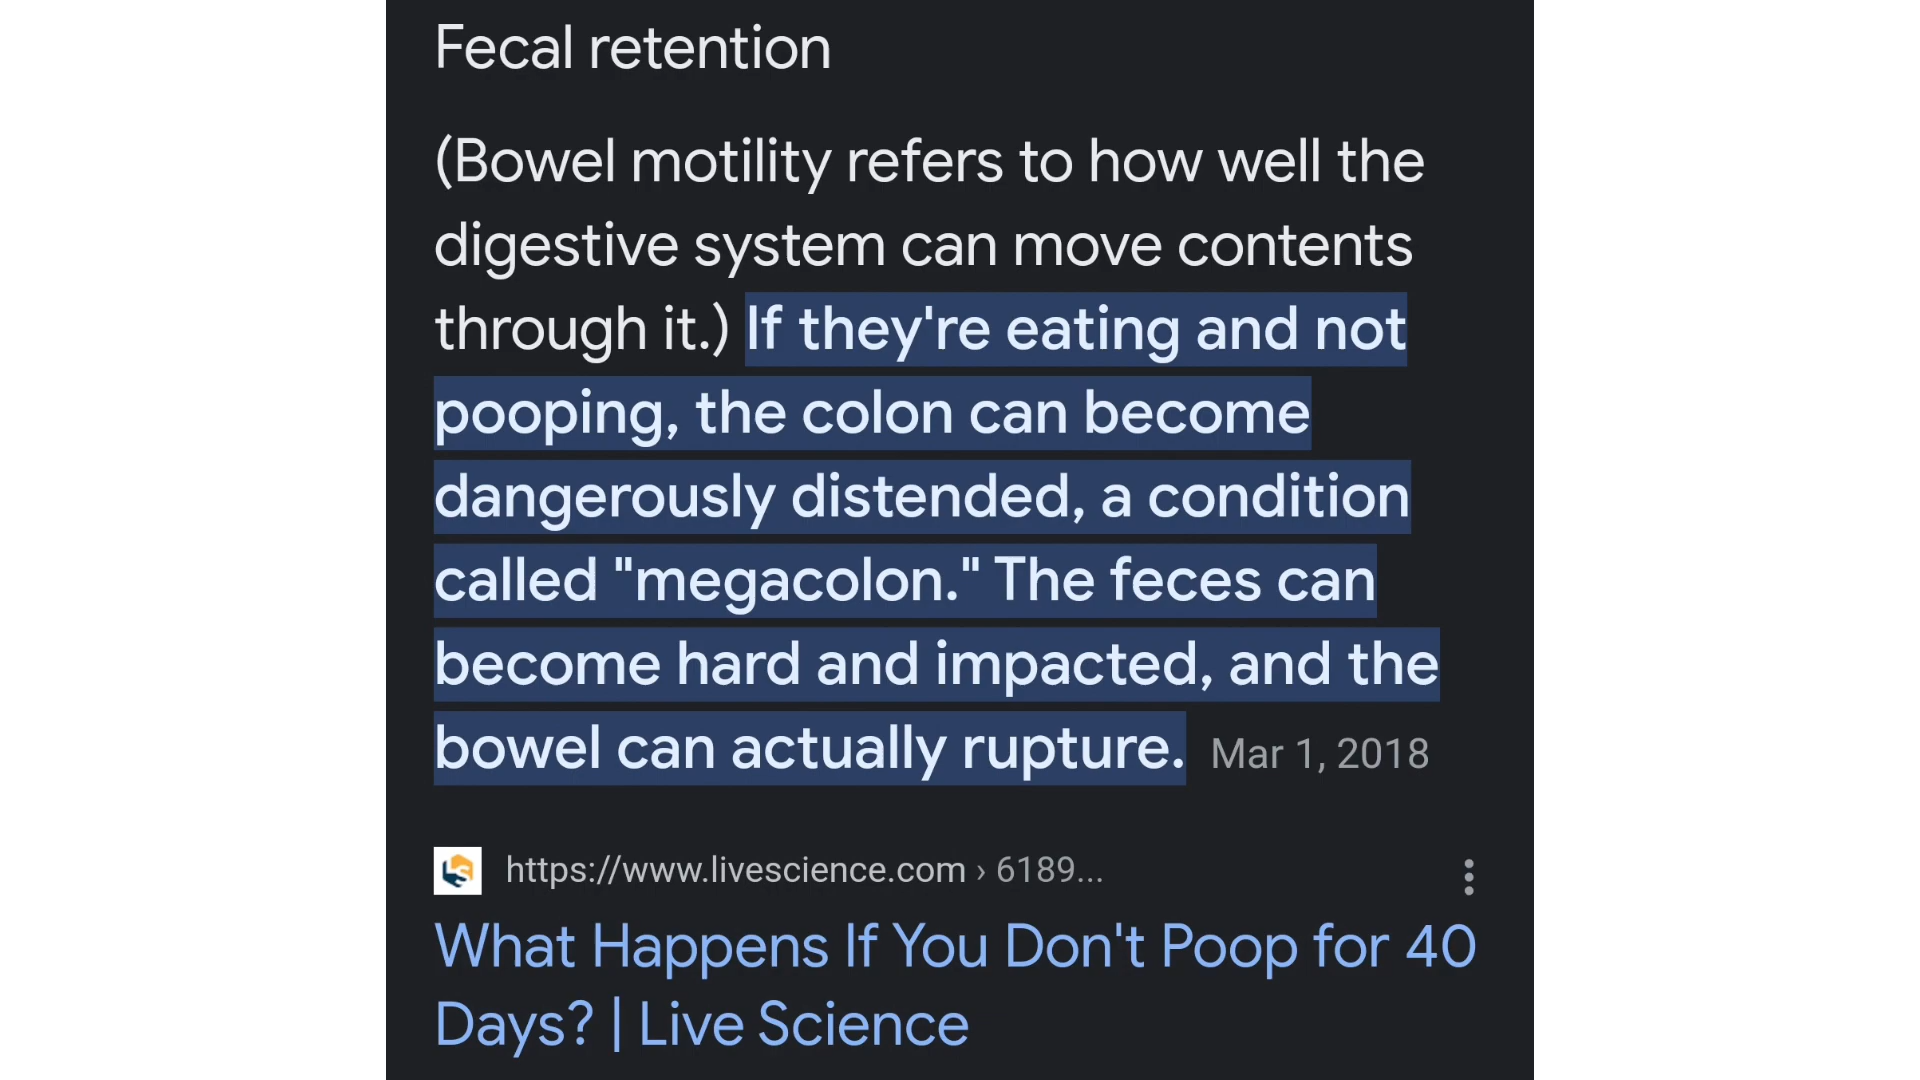 Fecal retention
(Bowel motility refers to how well the
digestive system can move contents
through it.) If they're eating and not
pooping, the colon can become
dangerously distended, a condition
called "megacolon." The feces can
become hard and impacted, and the
bowel can actually rupture. Mar 1, 2018
https://www.livescience.com › 6189...
What Happens If You Don't Poop for 40
Days? | Live Science